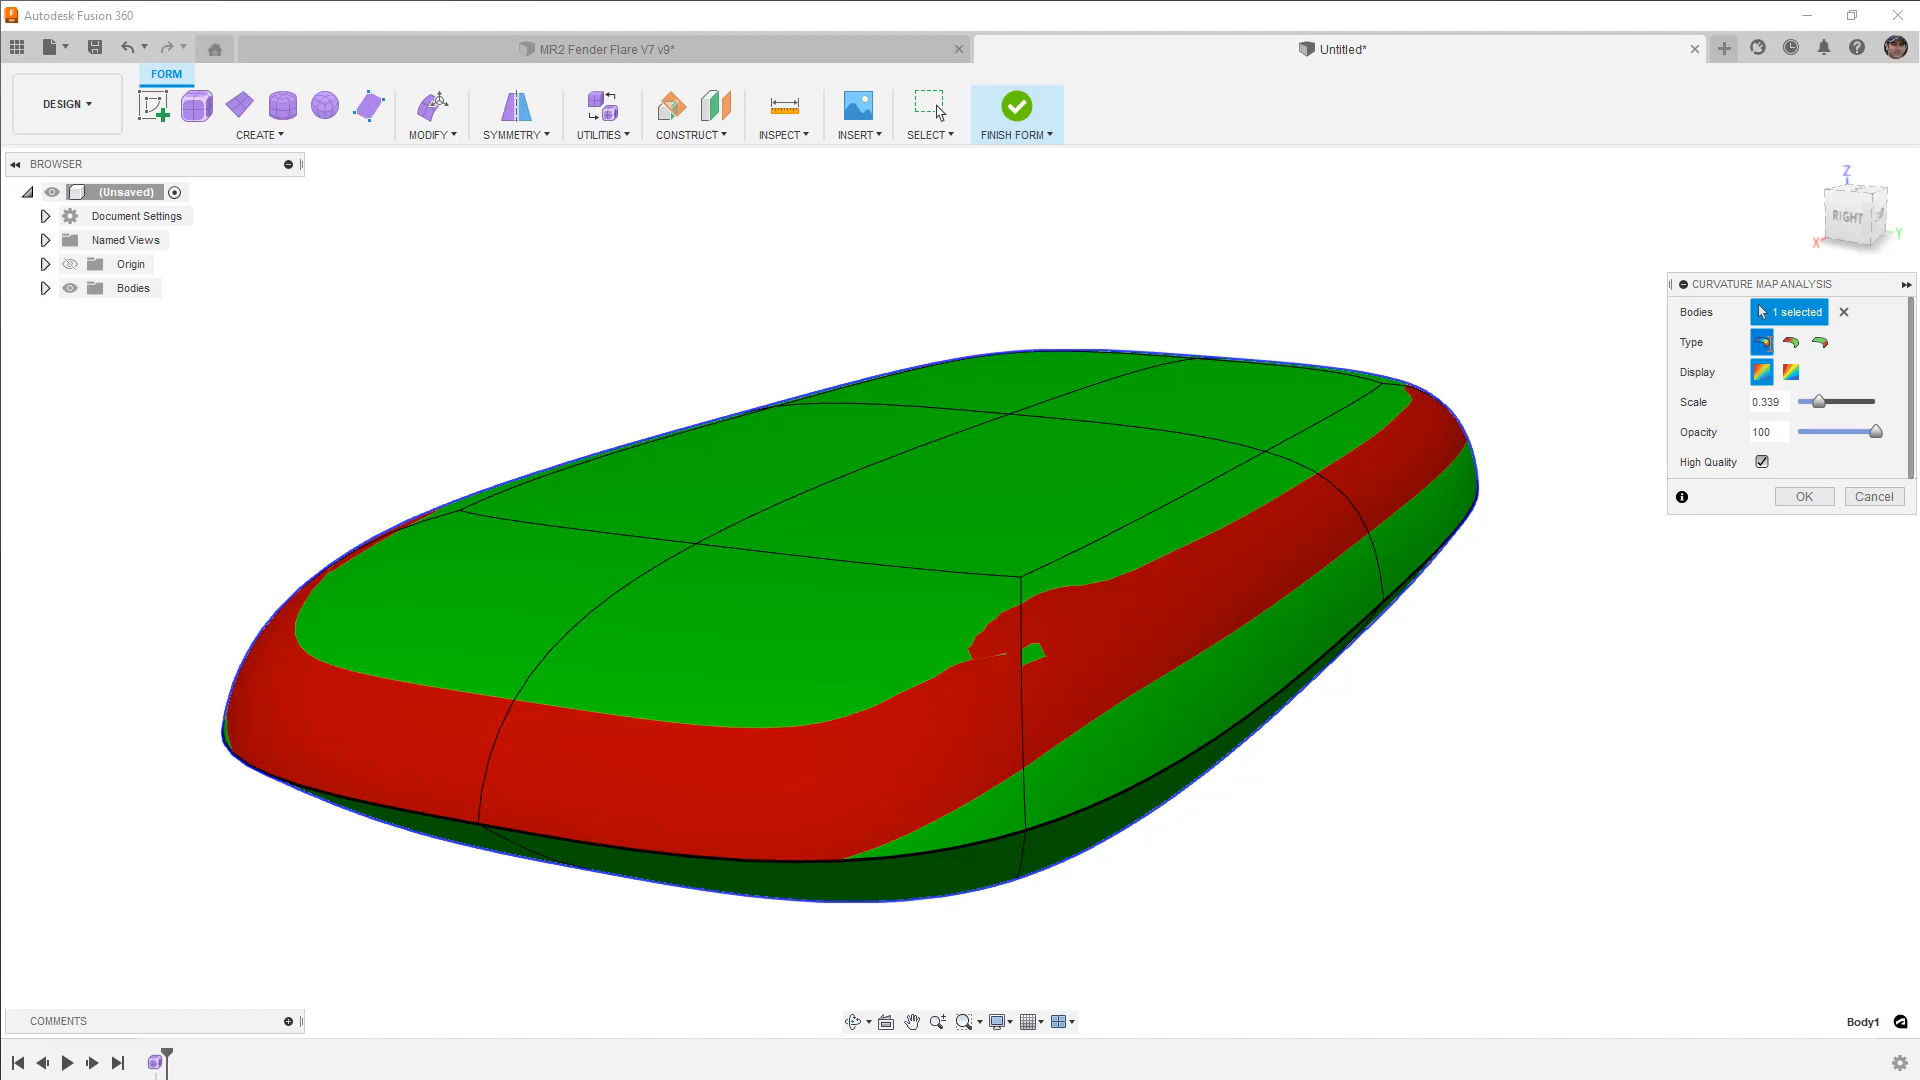 Autodesk Fusion 360
MR2 Fender Flare V7 v9*
Untitled*
FORM
DESIGN
CREATE
MODIFY
SYMMETRY
UTILITIES
CONSTRUCT
INSPECT
INSERT
SELECT
FINISH FORM
BROWSER
(Unsaved)
Document Settings
Named Views
Origin
Bodies
Z
RIGHT
X
Y
CURVATURE MAP ANALYSIS
Bodies
1 selected
Type
Display
Scale
0.339
Opacity
100
High Quality
OK
Cancel
COMMENTS
Body1